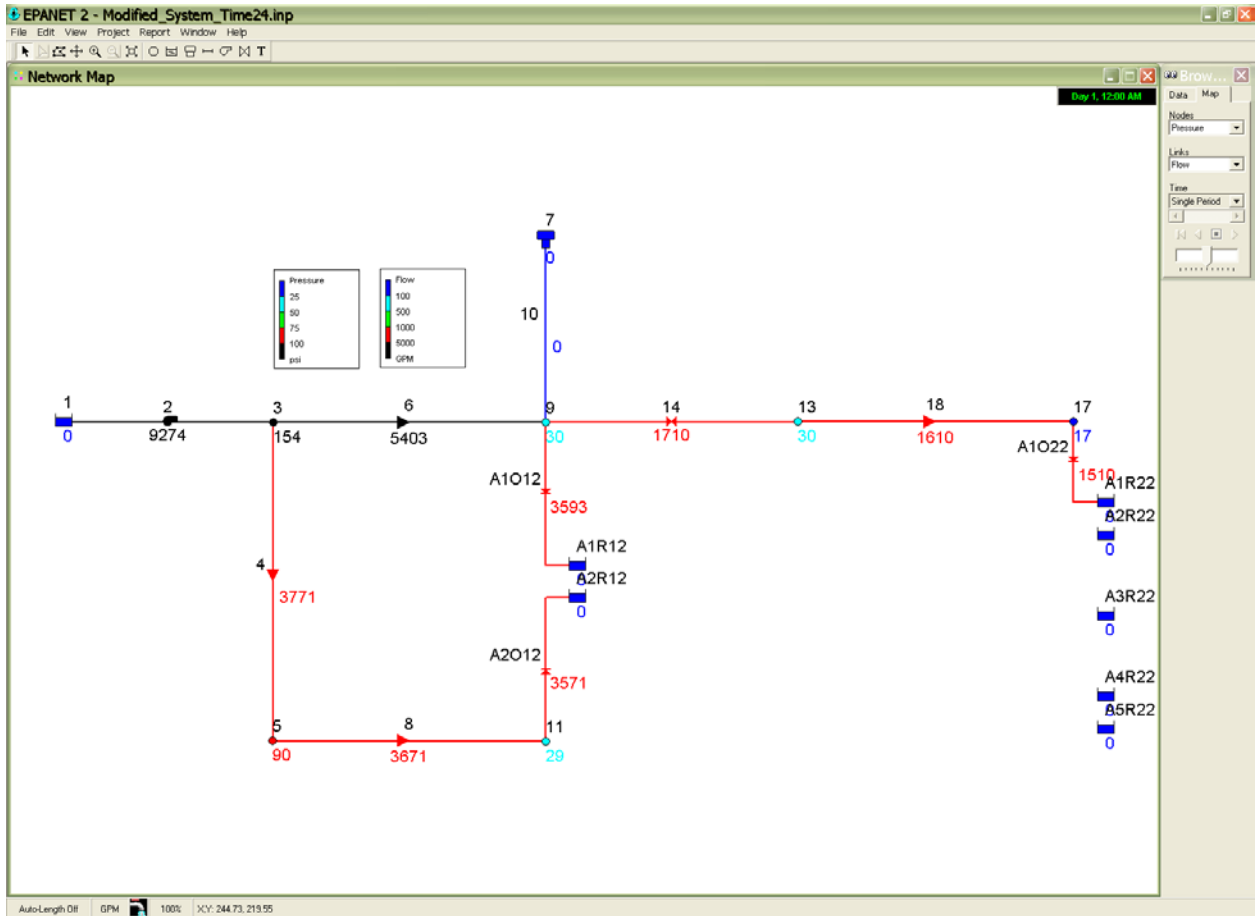 EPANET 2 - Modified_System_Time24.inp
File Edit View Project Report Window Help
T
Network Map
Day 1, 12:00 AM
Brow...
Data Map
Nodes
Pressure
Links
Flow
Time
Single Period
7
0
Pressure
25
50
75
100
psi
Flow
100
500
1000
5000
GPM
10
0
1
0
2
9274
3
154
6
5403
9
30
14
1710
13
30
18
1610
17
17
A1O22
1510
A1R22
A2R22
0
A1O12
3593
A1R12
A2R12
0
4
3771
A3R22
0
A2O12
3571
A4R22
A5R22
0
5
90
8
3671
11
29
Auto-Length Off GPM 100% X,Y: 244.73, 219.55